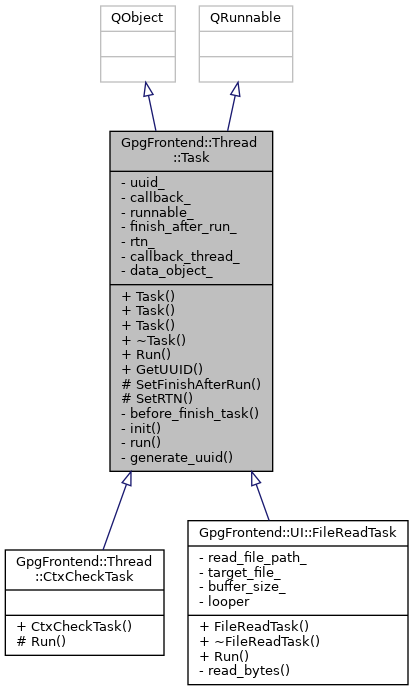 QObject
QRunnable
GpgFrontend::Thread
::Task
- uuid_
- callback_
- runnable_
- finish_after_run_
- rtn_
- callback_thread_
- data_object_
+ Task()
+ Task()
+ Task()
+ ~Task()
+ Run()
+ GetUUID()
# SetFinishAfterRun()
# SetRTN()
- before_finish_task()
- init()
- run()
- generate_uuid()
GpgFrontend::Thread
::CtxCheckTask
+ CtxCheckTask()
# Run()
GpgFrontend::UI::FileReadTask
- read_file_path_
- target_file_
- buffer_size_
- looper
+ FileReadTask()
+ ~FileReadTask()
+ Run()
- read_bytes()